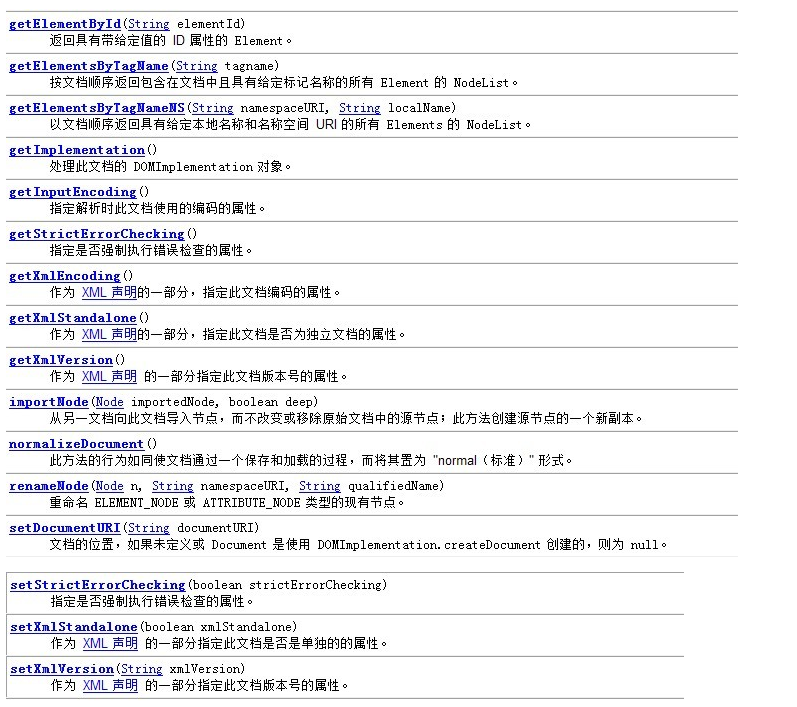 getElementById(String elementId)
返回具有带给定值的 ID 属性的 Element。
getElementsByTagName(String tagname)
按文档顺序返回包含在文档中且具有给定标记名称的所有 Element 的 NodeList。
getElementsByTagNameNS(String namespaceURI, String localName)
以文档顺序返回具有给定本地名称和名称空间 URI 的所有 Elements 的 NodeList。
getImplementation()
处理此文档的 DOMImplementation 对象。
getInputEncoding()
指定解析时此文档使用的编码的属性。
getStrictErrorChecking()
指定是否强制执行错误检查的属性。
getXmlEncoding()
作为 XML 声明的一部分，指定此文档编码的属性。
getXmlStandalone()
作为 XML 声明的一部分，指定此文档是否为独立文档的属性。
getXmlVersion()
作为 XML 声明 的一部分指定此文档版本号的属性。
importNode(Node importedNode, boolean deep)
从另一文档向此文档导入节点，而不改变或移除原始文档中的源节点；此方法创建源节点的一个新副本。
normalizeDocument()
此方法的行为如同使文档通过一个保存和加载的过程，而将其置为 "normal（标准）" 形式。
renameNode(Node n, String namespaceURI, String qualifiedName)
重命名 ELEMENT_NODE 或 ATTRIBUTE_NODE 类型的现有节点。
setDocumentURI(String documentURI)
文档的位置，如果未定义或 Document 是使用 DOMImplementation.createDocument 创建的，则为 null。
setStrictErrorChecking(boolean strictErrorChecking)
指定是否强制执行错误检查的属性。
setXmlStandalone(boolean xmlStandalone)
作为 XML 声明 的一部分指定此文档是否是单独的的属性。
setXmlVersion(String xmlVersion)
作为 XML 声明 的一部分指定此文档版本号的属性。